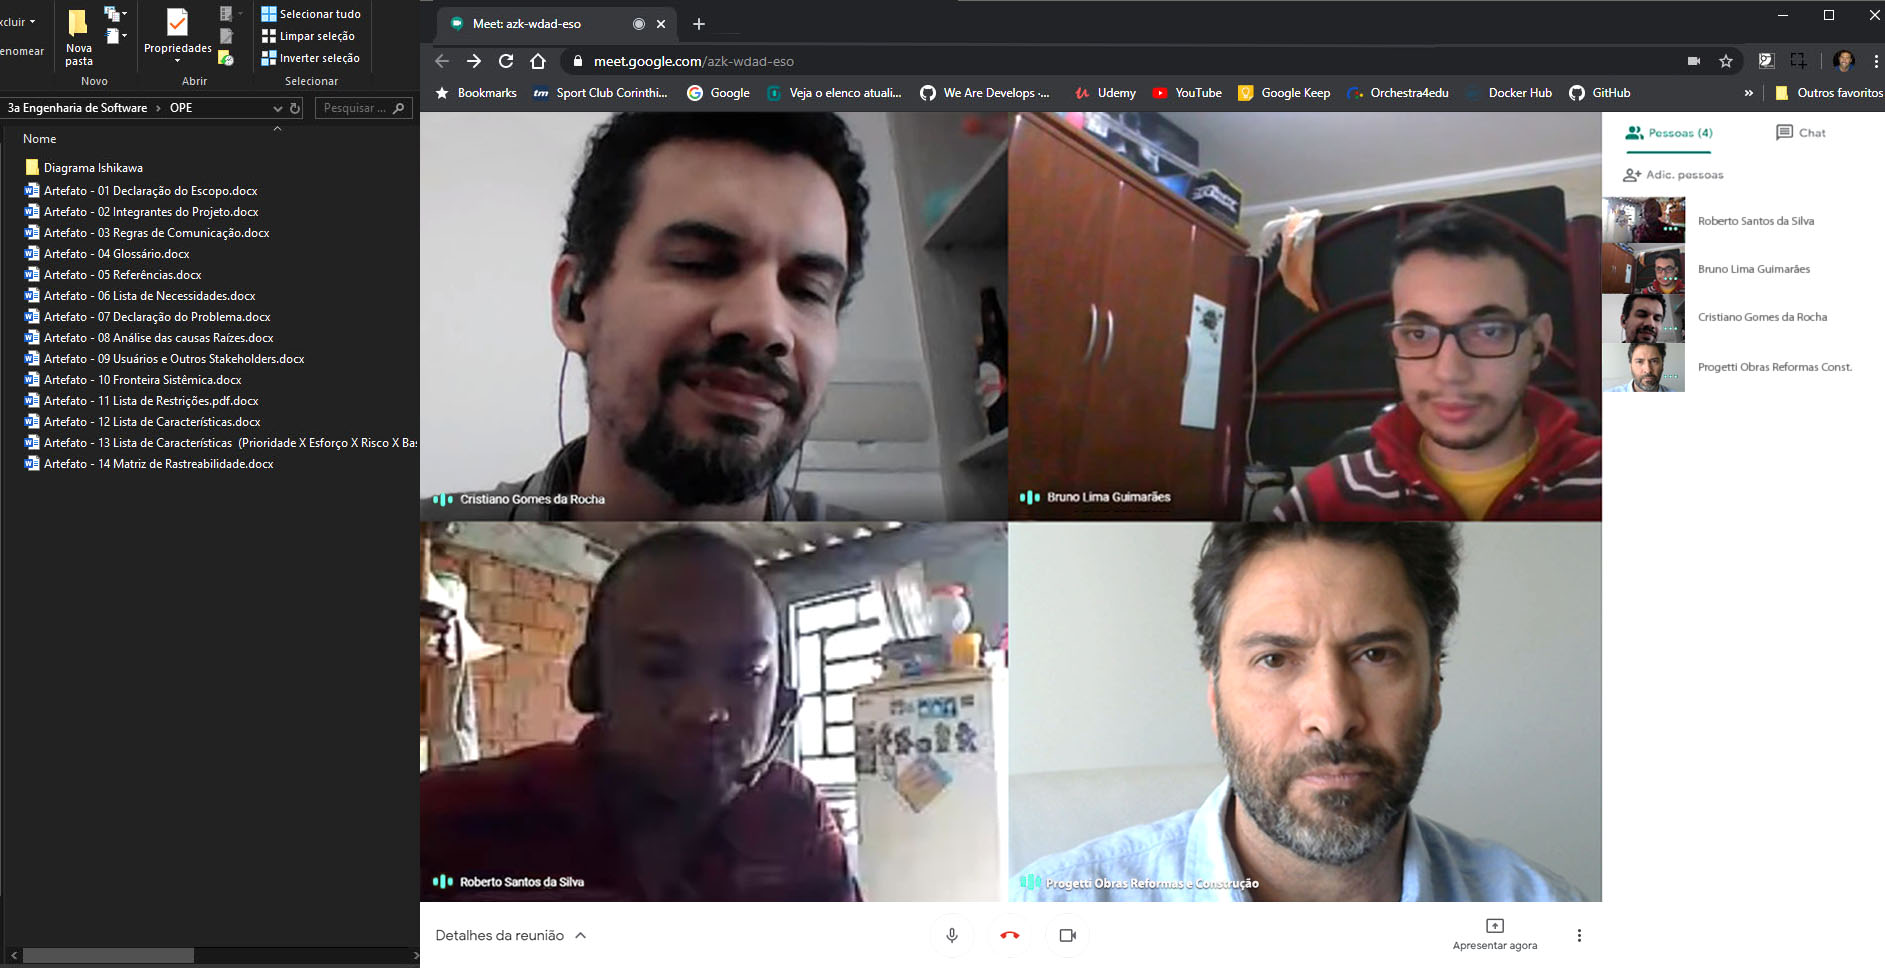 xcluir
enomear
Nova
pasta
Novo
Propriedades
Abrir
Selecionar tudo
Limpar seleção
Inverter seleção
Selecionar
3a Engenharia de Software > OPE
Pesquisar ...
Nome
Diagrama Ishikawa
Artefato - 01 Declaração do Escopo.docx
Artefato - 02 Integrantes do Projeto.docx
Artefato - 03 Regras de Comunicação.docx
Artefato - 04 Glossário.docx
Artefato - 05 Referências.docx
Artefato - 06 Lista de Necessidades.docx
Artefato - 07 Declaração do Problema.docx
Artefato - 08 Análise das causas Raízes.docx
Artefato - 09 Usuários e Outros Stakeholders.docx
Artefato - 10 Fronteira Sistêmica.docx
Artefato - 11 Lista de Restrições.pdf.docx
Artefato - 12 Lista de Características.docx
Artefato - 13 Lista de Características (Prioridade X Esforço X Risco X Bas
Artefato - 14 Matriz de Rastreabilidade.docx
Meet: azk-wdad-eso
meet.google.com/azk-wdad-eso
Bookmarks
tm Sport Club Corinthi...
Google
Veja o elenco atuali...
We Are Develops ·...
Udemy
YouTube
Google Keep
Orchestra4edu
Docker Hub
GitHub
»
Outros favoritos
Cristiano Gomes da Rocha
Bruno Lima Guimarães
Roberto Santos da Silva
Progetti Obras Reformas e Construção
Pessoas (4)
Chat
Adic. pessoas
Roberto Santos da Silva
Bruno Lima Guimarães
Cristiano Gomes da Rocha
Progetti Obras Reformas Const.
Detalhes da reunião
Apresentar agora